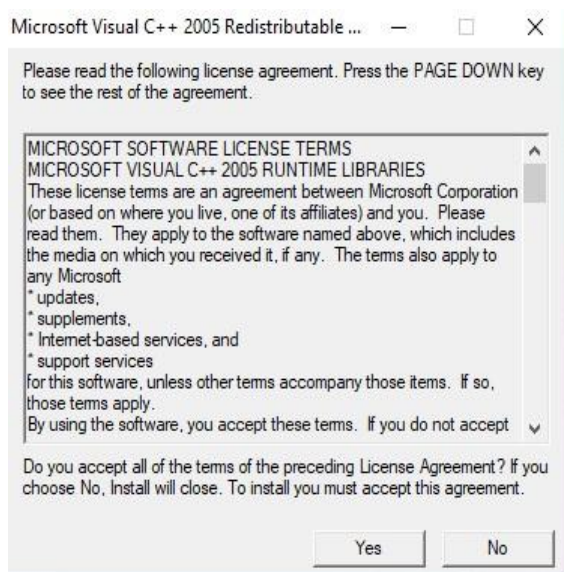 Microsoft Visual C++ 2005 Redistributable ...
Please read the following license agreement. Press the PAGE DOWN key
to see the rest of the agreement.
MICROSOFT SOFTWARE LICENSE TERMS
MICROSOFT VISUAL C++ 2005 RUNTIME LIBRARIES
These license terms are an agreement between Microsoft Corporation
(or based on where you live, one of its affiliates) and you.  Please
read them.  They apply to the software named above, which includes
the media on which you received it, if any.  The terms also apply to
any Microsoft
* updates,
* supplements,
* Internet-based services, and
* support services
for this software, unless other terms accompany those items.  If so,
those terms apply.
By using the software, you accept these terms.  If you do not accept
Do you accept all of the terms of the preceding License Agreement? If you
choose No, Install will close. To install you must accept this agreement.
Yes
No